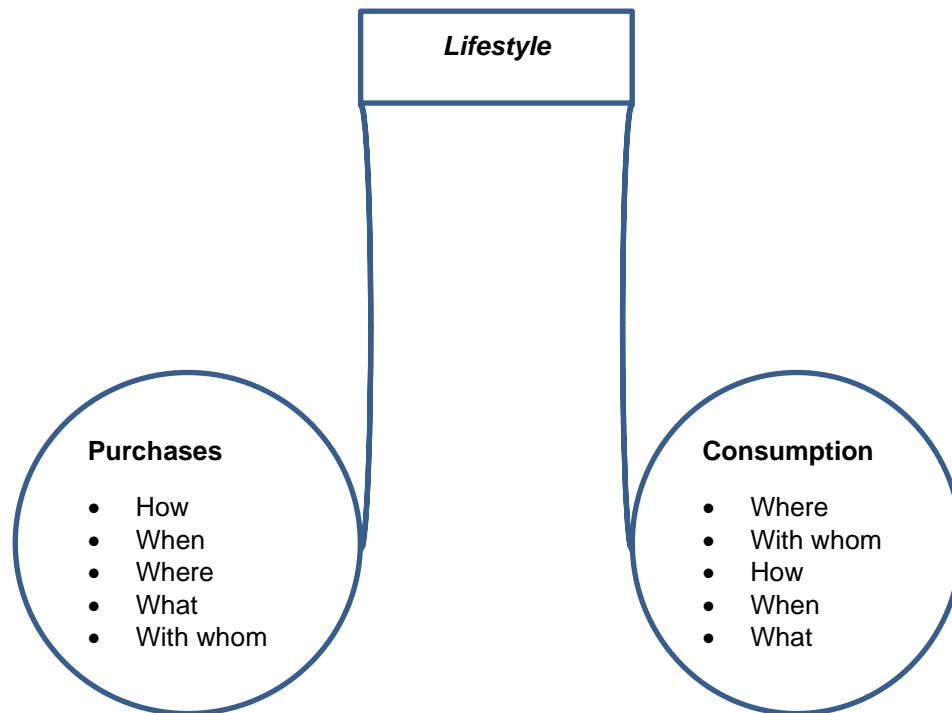 Lifestyle
Purchases
• How
• When
• Where
• What
• With whom
Consumption
• Where
• With whom
• How
• When
• What